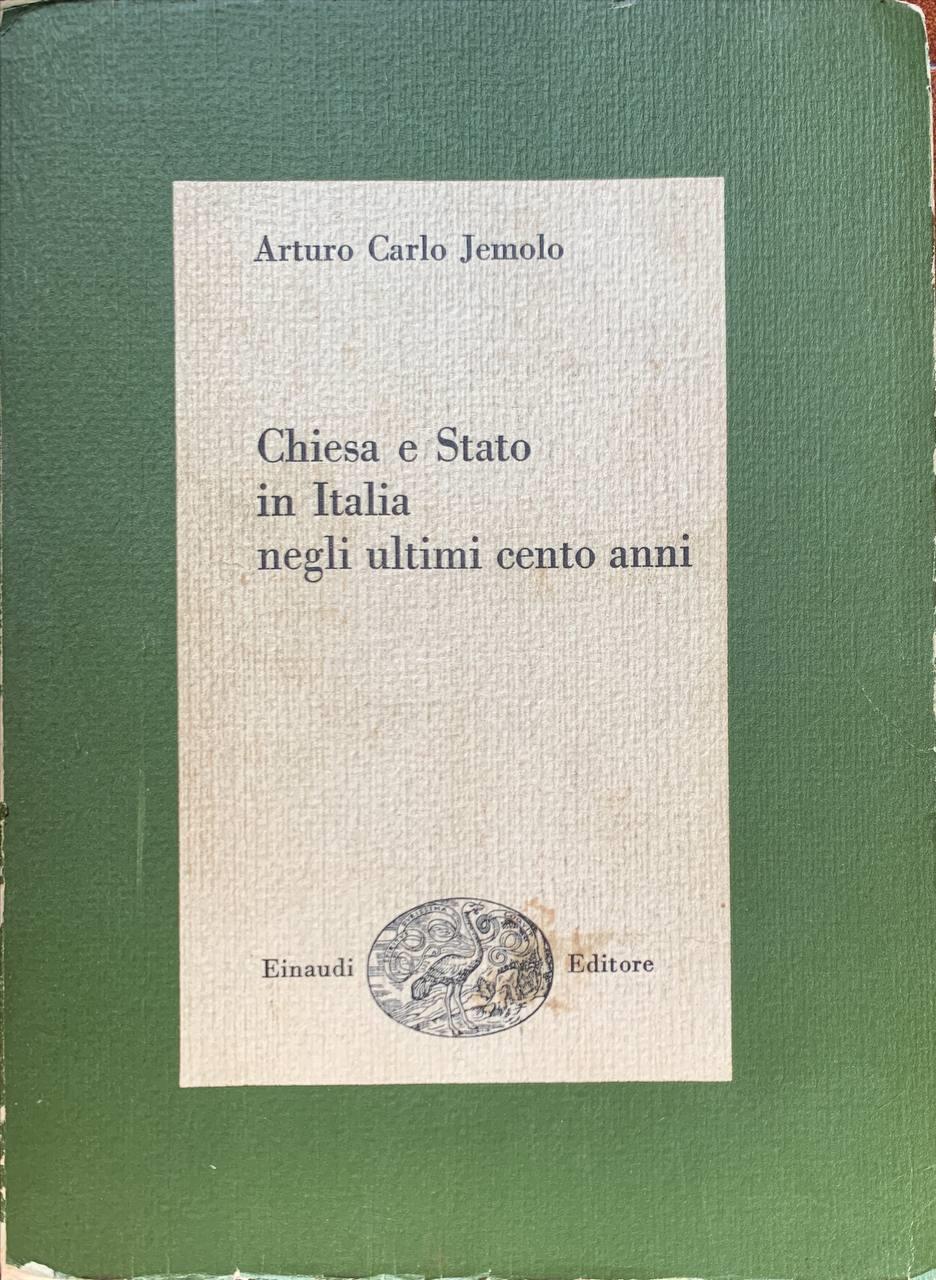 Arturo Carlo Jemolo
Chiesa e Stato
in Italia
negli ultimi cento anni
Einaudi
Editore